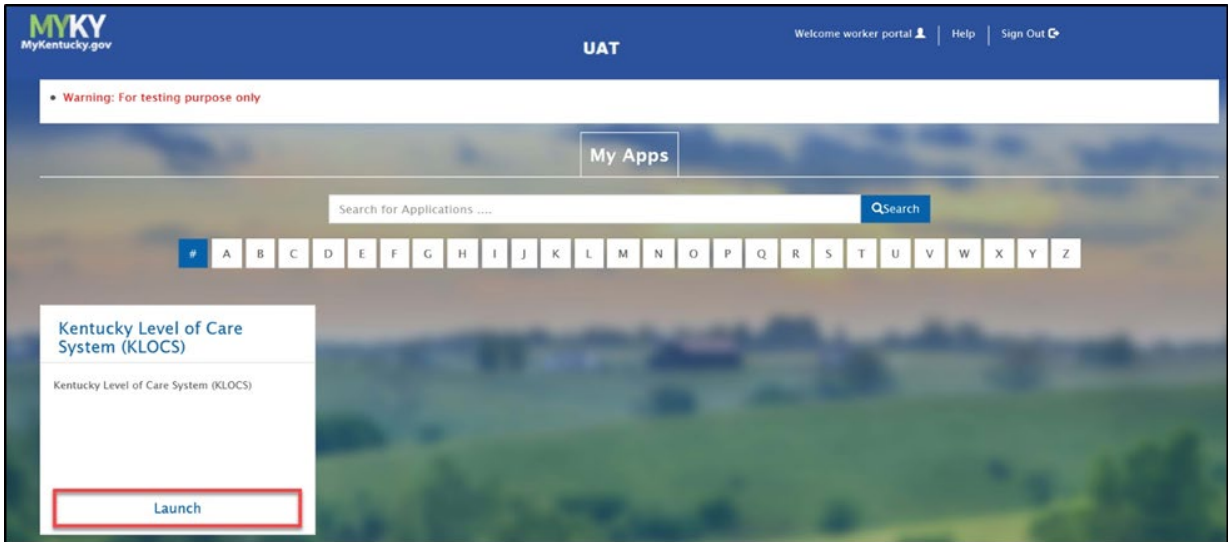 MYKY
MyKentucky.gov
UAT
Welcome worker portal Help Sign Out
Warning: For testing purpose only
My Apps
Search for Applications ....
Search
# A B C D E F G H I J K L M N O P Q R S T U V W X Y Z
Kentucky Level of Care
System (KLOCS)
Kentucky Level of Care System (KLOCS)
Launch